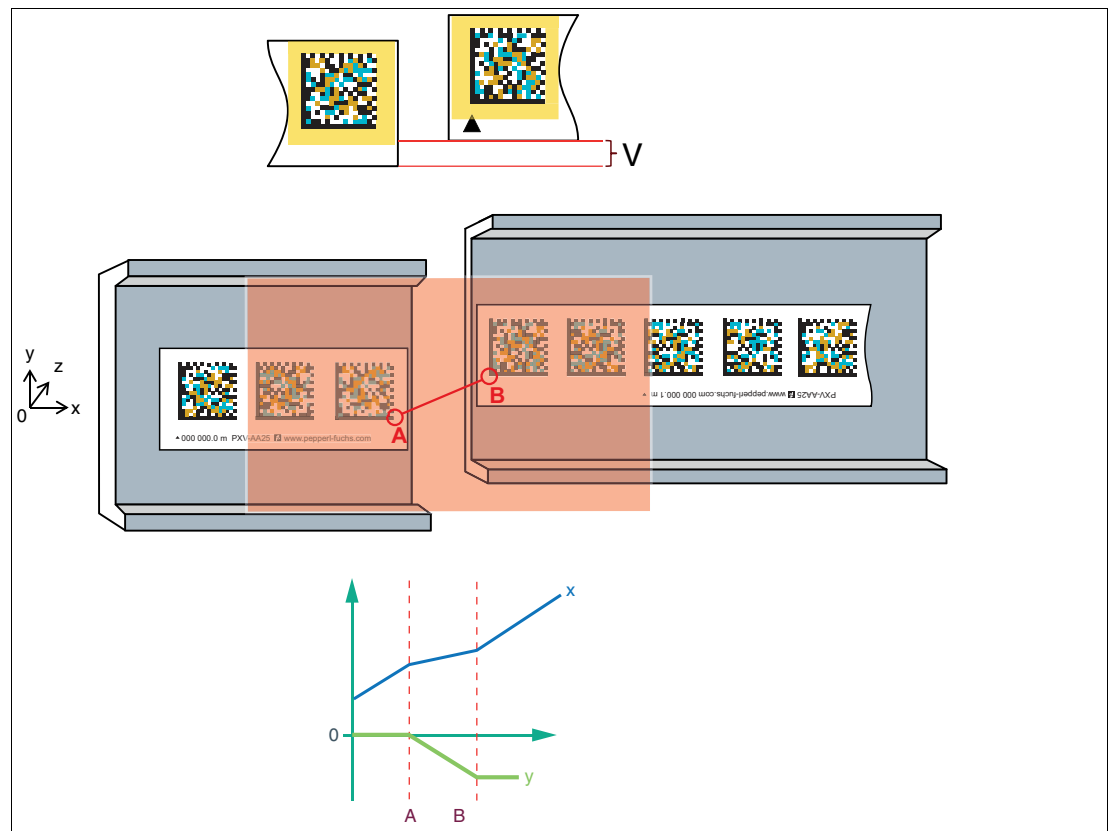 V
y
z
0
x
B
A
000 000.0 m PXV-AA25 www.pepperl-fuchs.com
PXV-AA25 www.pepperl-fuchs.com 000 000.1 m
x
0
y
A
B